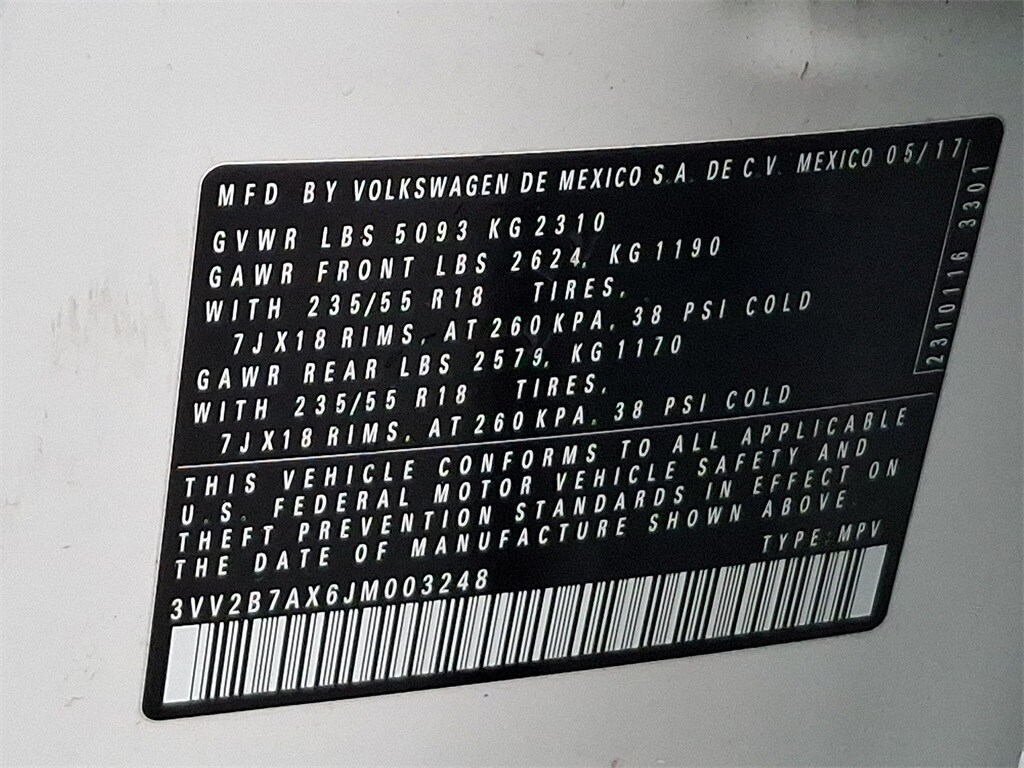 MFD BY VOLKSWAGEN DE MEXICO S.A. DE C.V. MEXICO 05/17
GVWR LBS 5093 KG 2310
GAWR FRONT LBS 2624, KG 1190
WITH 235/55 R18 TIRES,
7JX18 RIMS, AT 260 KPA, 38 PSI COLD
GAWR REAR LBS 2579, KG 1170
WITH 235/55 R18 TIRES,
7JX18 RIMS, AT 260 KPA, 38 PSI COLD
2310116 3301
THIS VEHICLE CONFORMS TO ALL APPLICABLE
U.S. FEDERAL MOTOR VEHICLE SAFETY AND
THEFT PREVENTION STANDARDS IN EFFECT ON
THE DATE OF MANUFACTURE SHOWN ABOVE.
TYPE: MPV
3VV2B7AX6JM003248